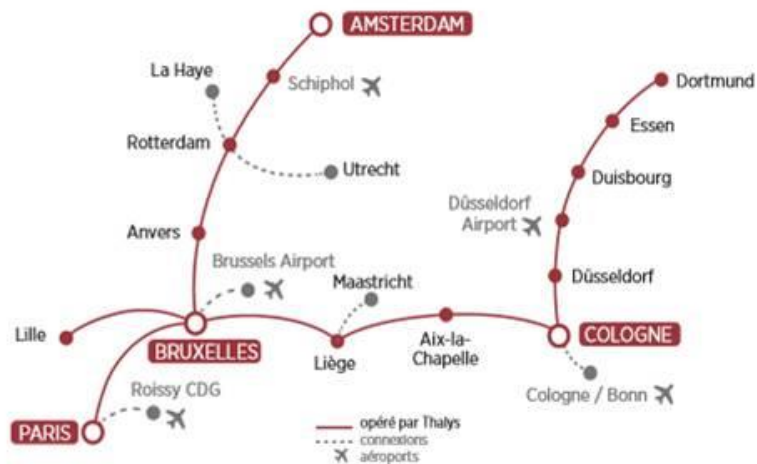 AMSTERDAM
La Haye
Schiphol
Dortmund
Essen
Rotterdam
Utrecht
Duisbourg
Dûsseldorf
Airport
Anvers
Brussels Airport
Maastricht
Dûsseldorf
Lille
BRUXELLES
Liège
Aix-la-
Chapelle
COLOGNE
Roissy CDG
Cologne / Bonn
PARIS
opéré par Thalys
connexions
aéroports